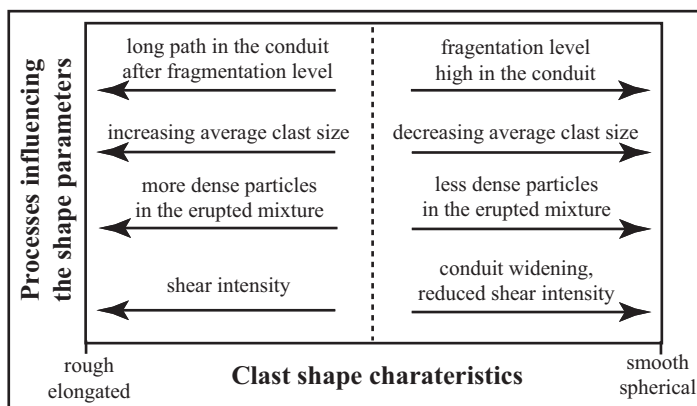 Processes influencing
the shape parameters
long path in the conduit
after fragmentation level
fragentation level
high in the conduit
increasing average clast size
decreasing average clast size
more dense particles
in the erupted mixture
less dense particles
in the erupted mixture
shear intensity
conduit widening,
reduced shear intensity
rough
elongated
Clast shape charateristics
smooth
spherical